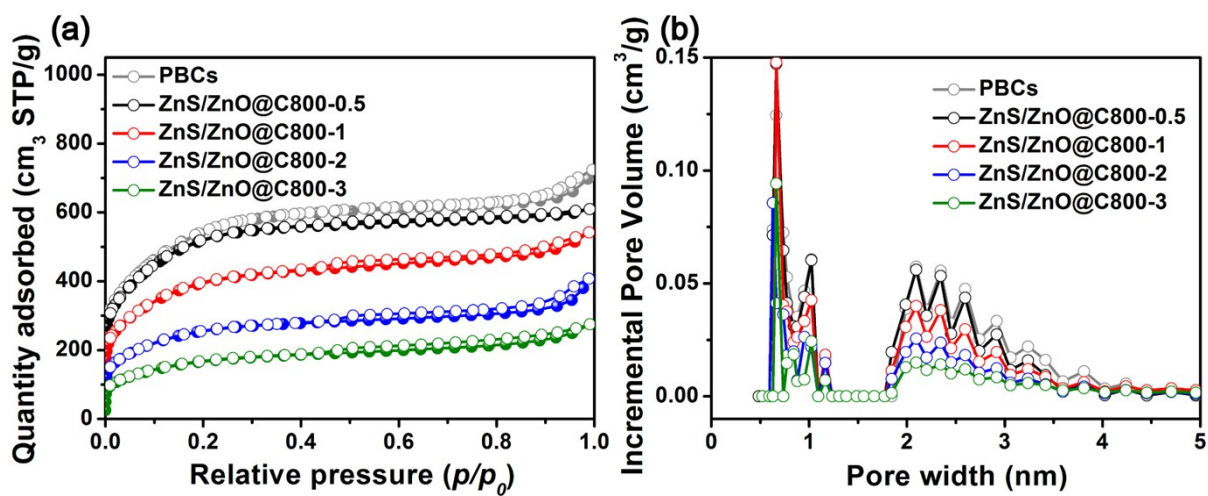 (a)
Quantity adsorbed (cm3 STP/g)
1000
800
600
400
200
0
PBCs
ZnS/ZnO@C800-0.5
ZnS/ZnO@C800-1
ZnS/ZnO@C800-2
ZnS/ZnO@C800-3
0.0 0.2 0.4 0.6 0.8 1.0
Relative pressure (p/p0)
(b)
Incremental Pore Volume (cm3/g)
0.15
0.10
0.05
0.00
PBCs
ZnS/ZnO@C800-0.5
ZnS/ZnO@C800-1
ZnS/ZnO@C800-2
ZnS/ZnO@C800-3
0 1 2 3 4 5
Pore width (nm)